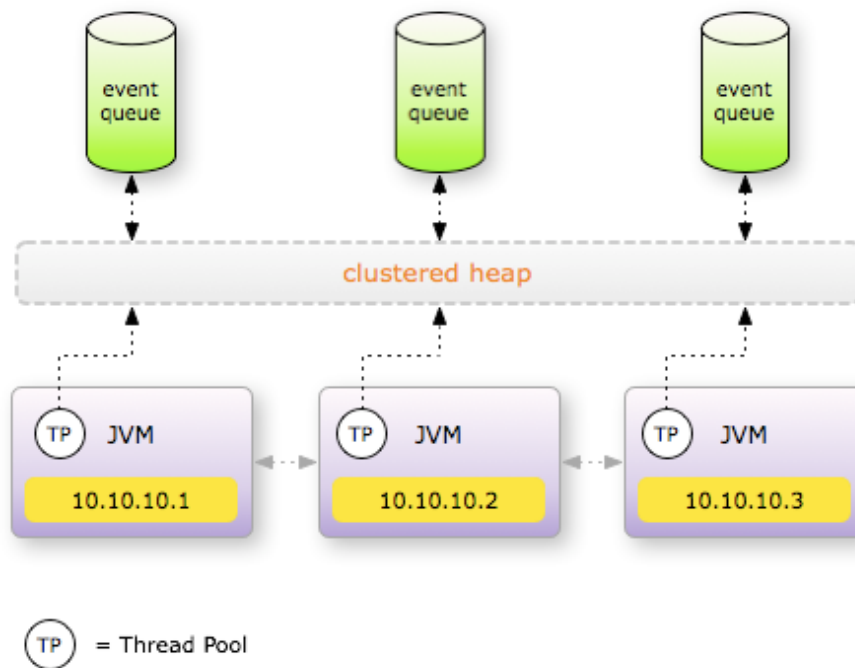 event
queue
event
queue
event
queue
clustered heap
TP JVM
10.10.10.1
TP JVM
10.10.10.2
TP JVM
10.10.10.3
TP = Thread Pool